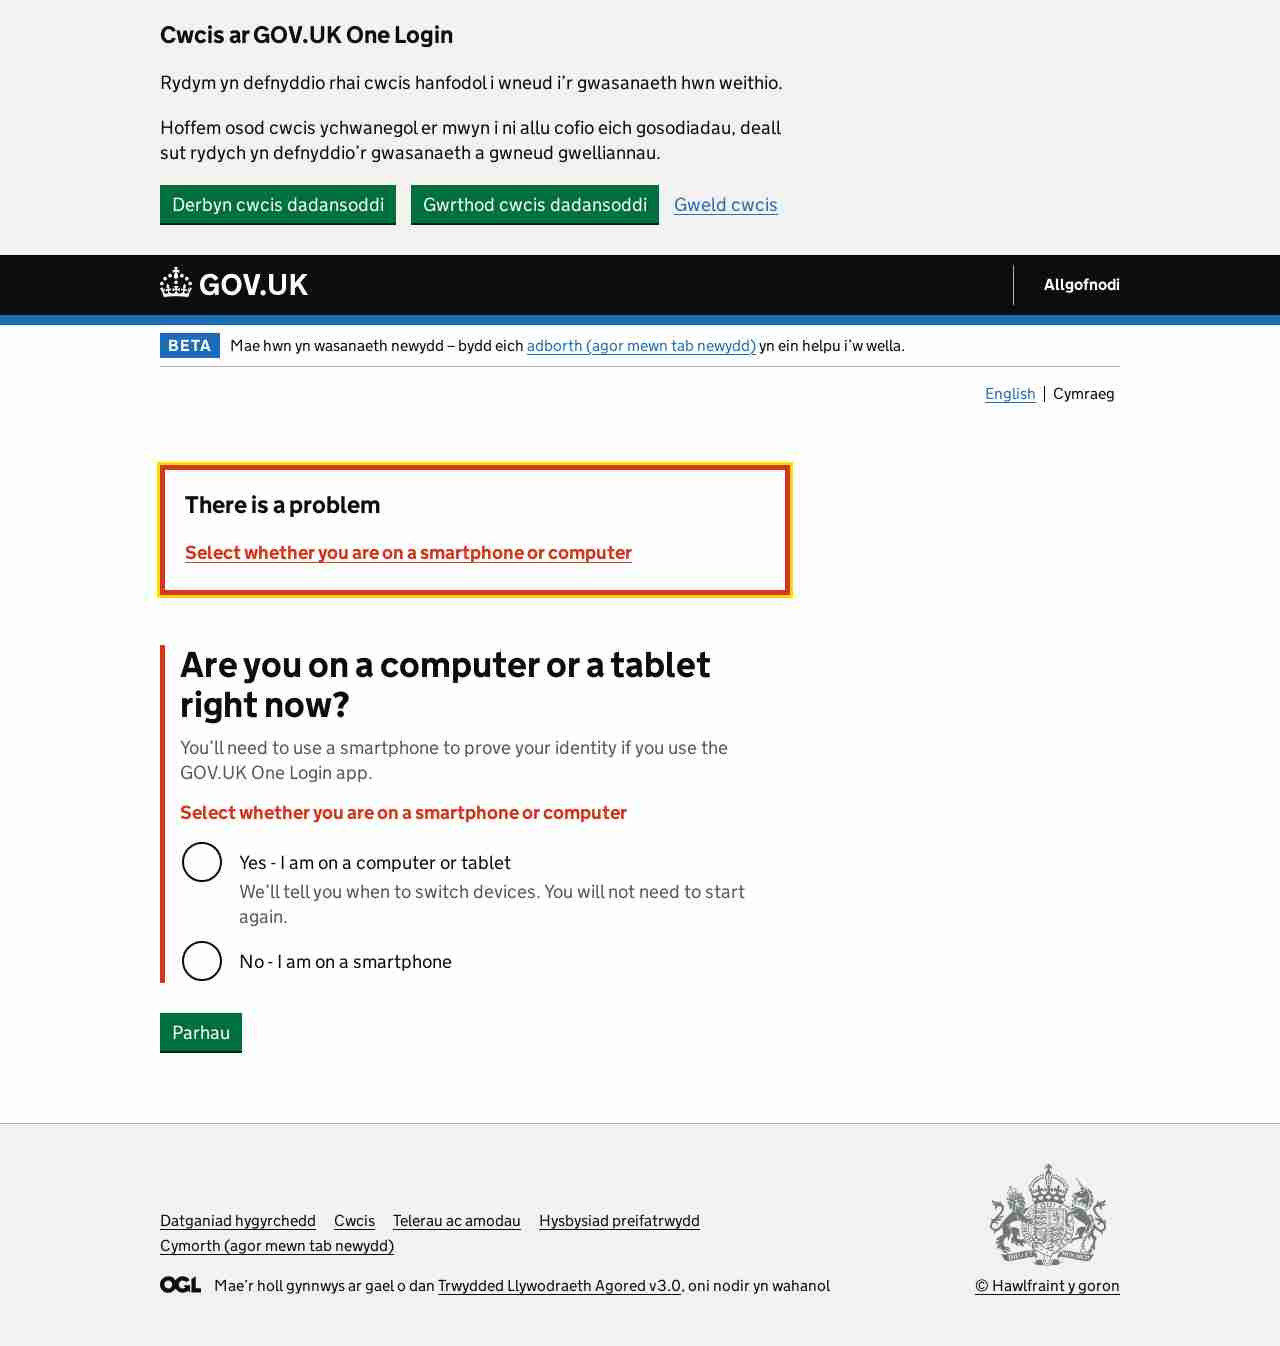 Cwcis ar GOV.UK One Login
Rydym yn defnyddio rhai cwcis hanfodol i wneud i’r gwasanaeth hwn weithio.
Hoffem osod cwcis ychwanegol er mwyn i ni allu cofio eich gosodiadau, deall
sut rydych yn defnyddio’r gwasanaeth a gwneud gwelliannau.
Derbyn cwcis dadansoddi Gwrthod cwcis dadansoddi Gweld cwcis
GOV.UK Allgofnodi
BETA Mae hwn yn wasanaeth newydd – bydd eich adborth (agor mewn tab newydd) yn ein helpu i’w wella.
English Cymraeg
There is a problem
Select whether you are on a smartphone or computer
Are you on a computer or a tablet
right now?
You’ll need to use a smartphone to prove your identity if you use the
GOV.UK One Login app.
Select whether you are on a smartphone or computer
Yes - I am on a computer or tablet
We’ll tell you when to switch devices. You will not need to start
again.
No - I am on a smartphone
Parhau
Datganiad hygyrchedd Cwcis Telerau ac amodau Hysbysiad preifatrwydd
Cymorth (agor mewn tab newydd)
OGL Mae’r holl gynnwys ar gael o dan Trwydded Llywodraeth Agored v3.0, oni nodir yn wahanol
© Hawlfraint y goron